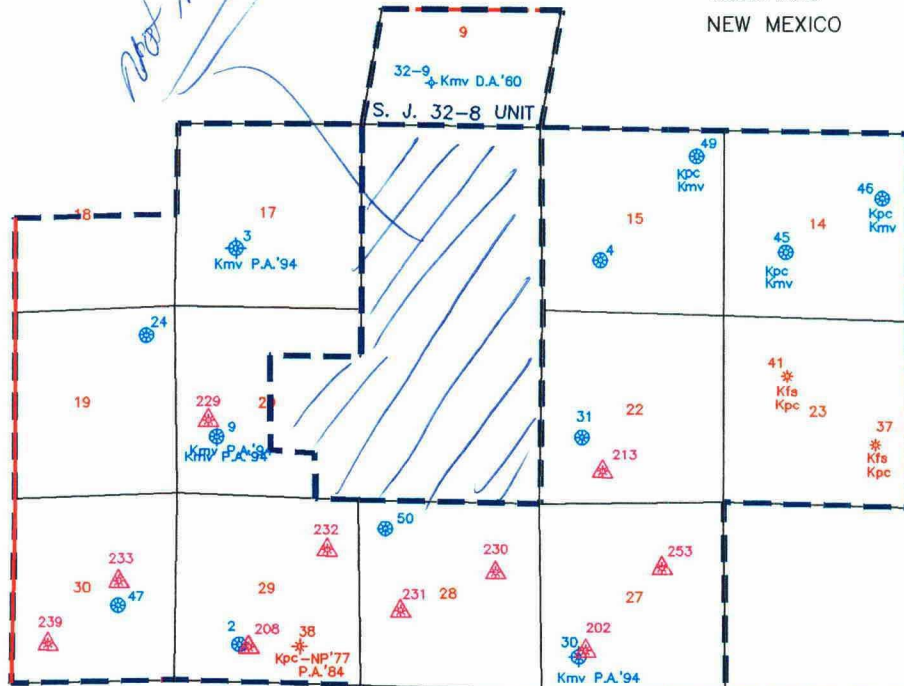 NEW MEXICO
9
Not
32-9 Kmv D.A.'60
S. J. 32-8 UNIT
49
Kpc
Kmv
46
Kpc
Kmv
18
17
15
14
3
Kmv P.A.'94
4
45
Kpc
Kmv
24
41
Kfs
Kpc
19
229
20
22
23
9
Kmv P.A.'94
Kmv P.A.'94
31
213
37
Kfs
Kpc
50
232
230
253
233
30
47
29
231
28
27
239
2
208
38
Kpc-NP'77
P.A.'84
202
30
Kmv P.A.'94